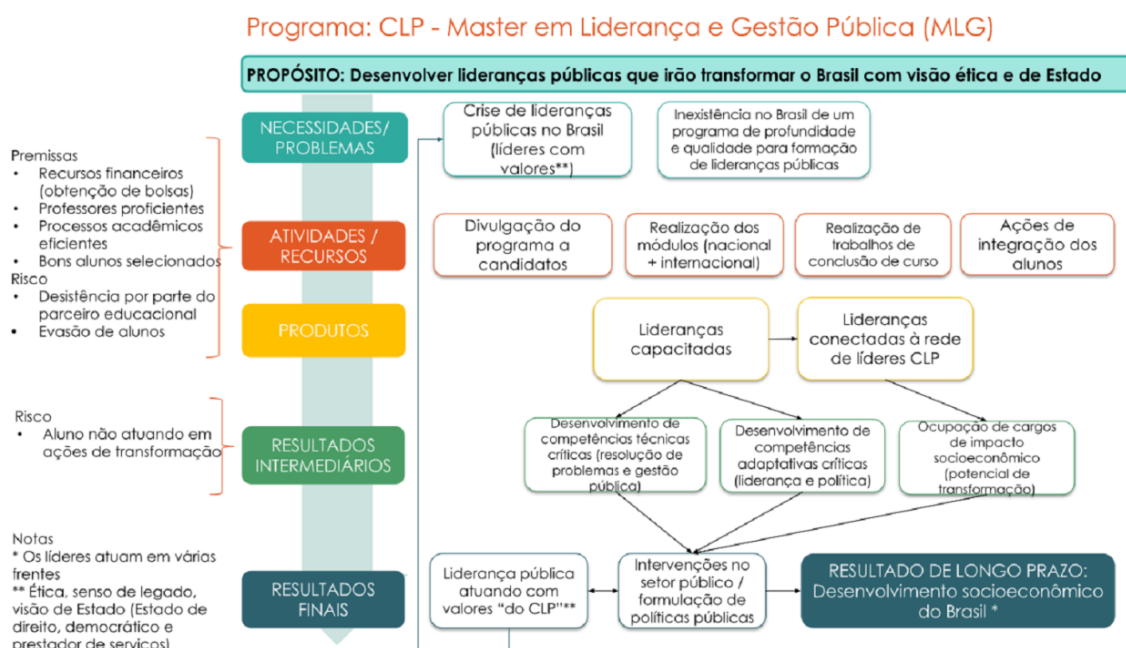 Programa: CLP - Master em Liderança e Gestão Pública (MLG)
PROPÓSITO: Desenvolver lideranças públicas que irão transformar o Brasil com visão ética e de Estado
Premissas
• Recursos financeiros
(obtenção de bolsas)
• Professores proficientes
• Processos acadêmicos
eficientes
• Bons alunos selecionados
Risco
• Desistência por parte do
parceiro educacional
• Evasão de alunos
NECESSIDADES/
PROBLEMAS
Crise de lideranças
públicas no Brasil
(líderes com
valores**)
Inexistência no Brasil de um
programa de profundidade
e qualidade para formação
de lideranças públicas
ATIVIDADES /
RECURSOS
Divulgação do
programa a
candidatos
Realização dos
módulos (nacional
+ internacional)
Realização de
trabalhos de
conclusão de curso
Ações de
integração dos
alunos
PRODUTOS
Lideranças
capacitadas
Lideranças
conectadas à rede
de líderes CLP
Risco
• Aluno não atuando em
ações de transformação
RESULTADOS
INTERMEDIÁRIOS
Desenvolvimento de
competências técnicas
críticas (resolução de
problemas e gestão
pública)
Desenvolvimento de
competências
adaptativas críticas
(liderança e política)
Ocupação de cargos
de impacto
socioeconômico
(potencial de
transformação)
Notas
* Os líderes atuam em várias
frentes
** Ética, senso de legado,
visão de Estado (Estado de
direito, democrático e
prestador de serviços)
RESULTADOS
FINAIS
Liderança pública
atuando com
valores "do CLP"**
Intervenções no
setor público /
formulação de
políticas públicas
RESULTADO DE LONGO PRAZO:
Desenvolvimento socioeconômico
do Brasil *